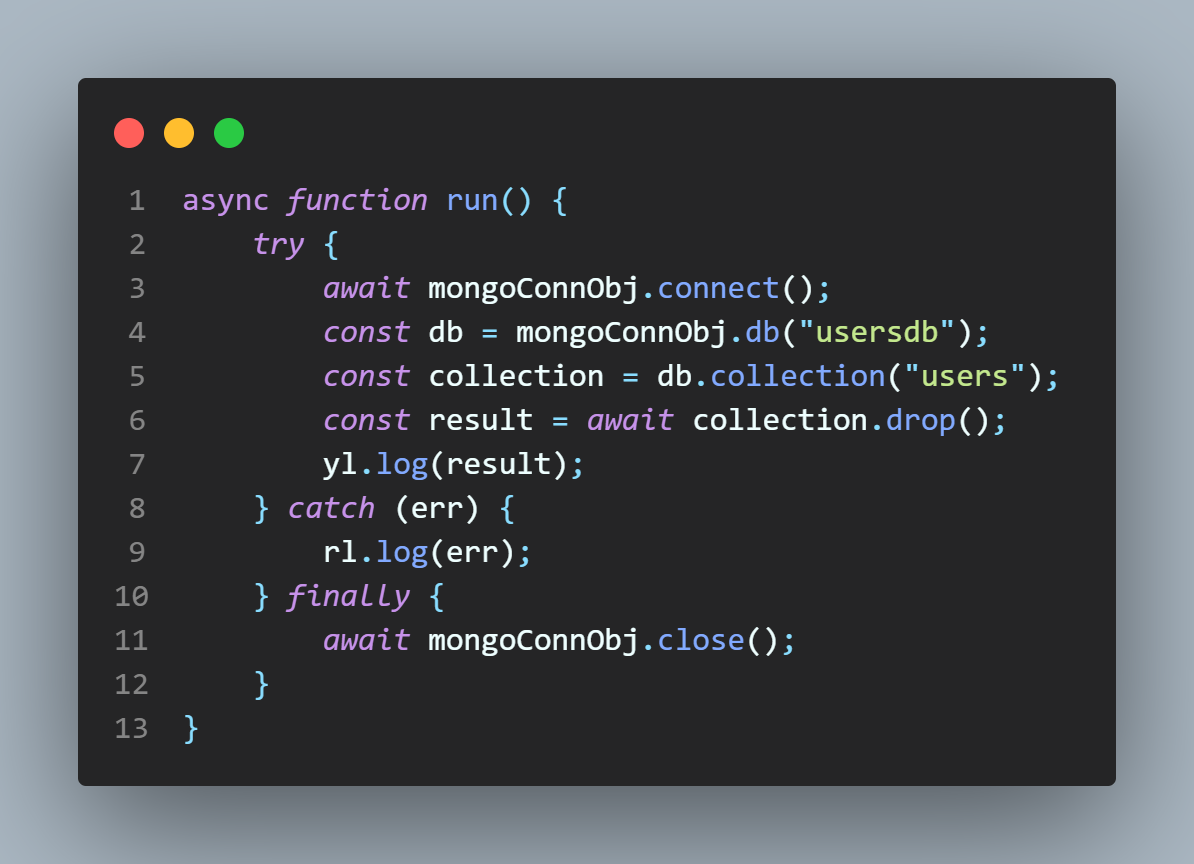 1 async function run() {
2     try {
3         await mongoConnObj.connect();
4         const db = mongoConnObj.db("usersdb");
5         const collection = db.collection("users");
6         const result = await collection.drop();
7         yl.log(result);
8     } catch (err) {
9         rl.log(err);
10     } finally {
11         await mongoConnObj.close();
12     }
13 }